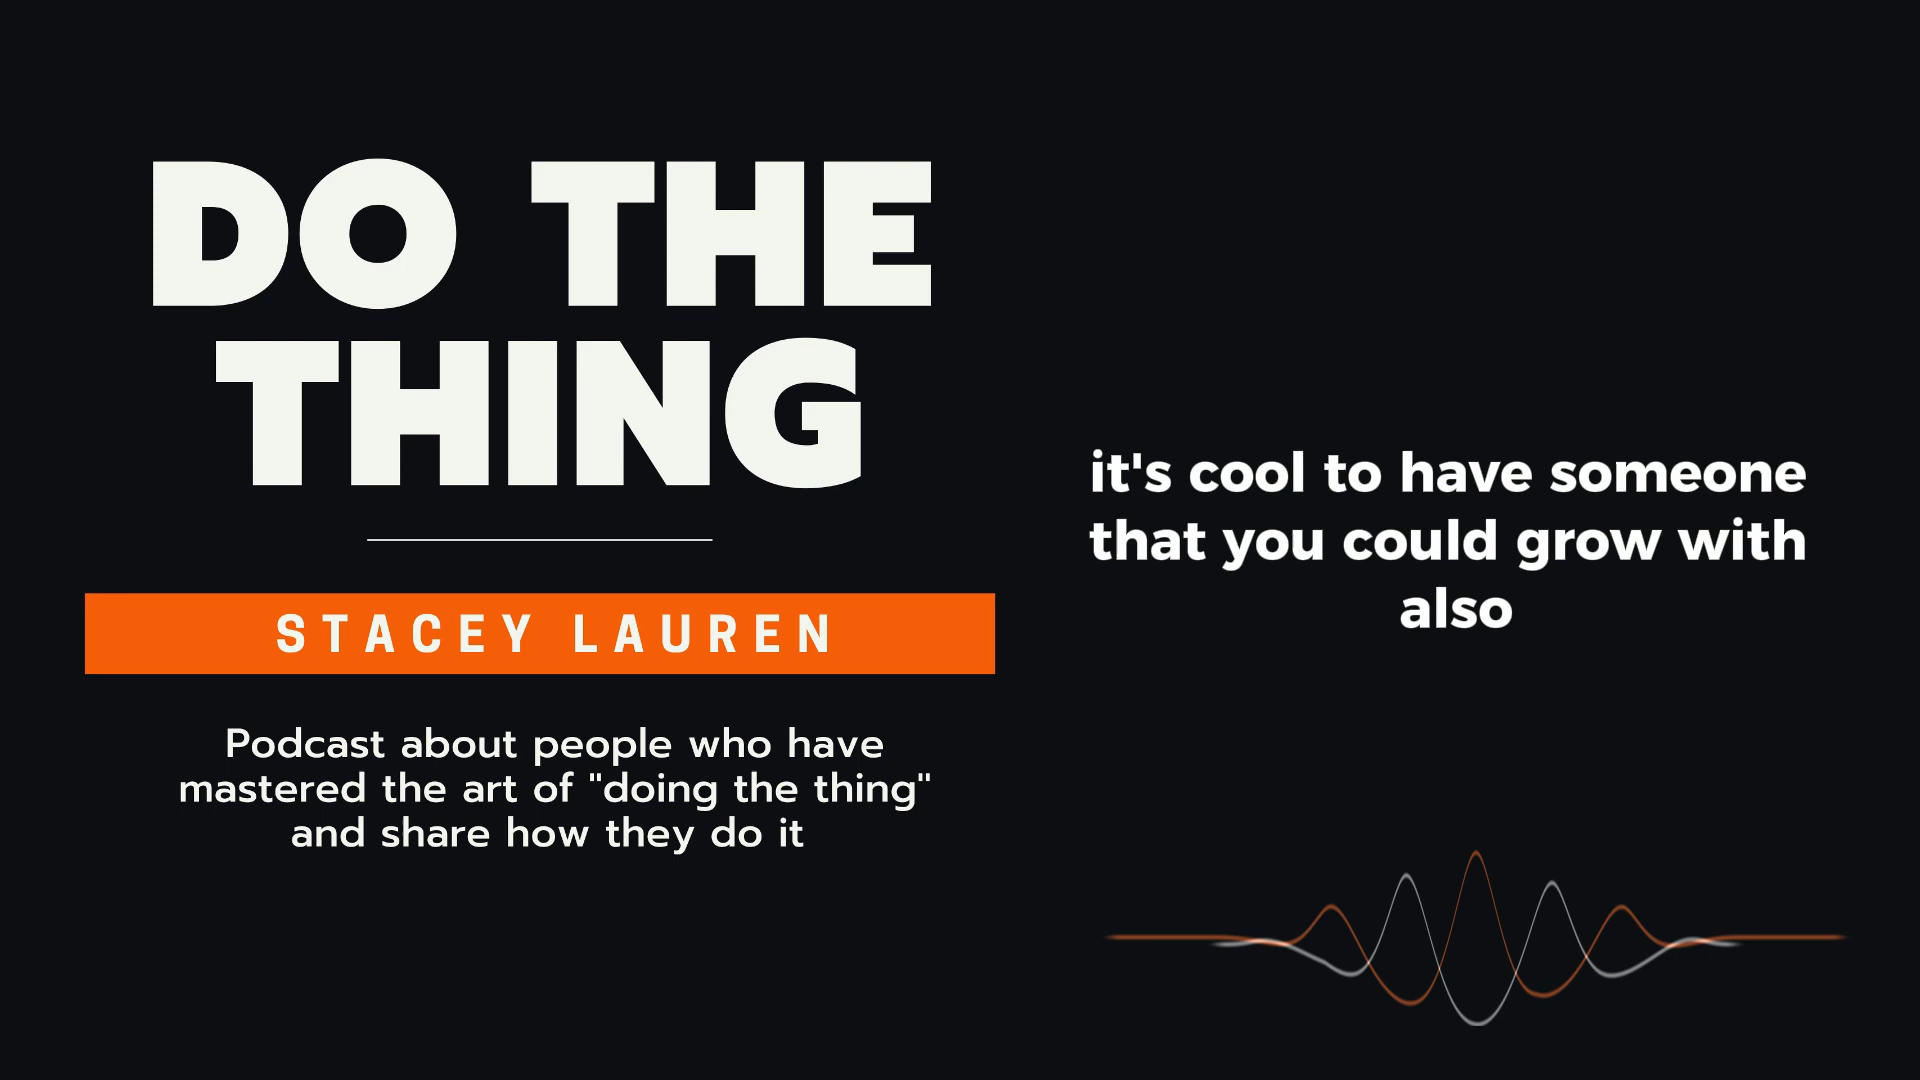 DO THE
THING
STACEY LAUREN
Podcast about people who have
mastered the art of "doing the thing"
and share how they do it
it's cool to have someone
that you could grow with
also